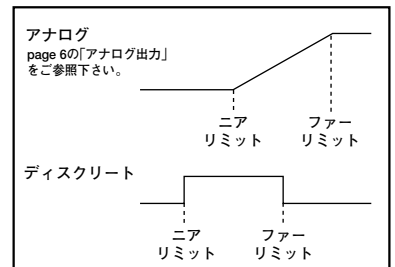 アナログ
page 6の「アナログ出力」
をご参照下さい。
ニア
リミット
ファー
リミット
ディスクリート
ニア
リミット
ファー
リミット